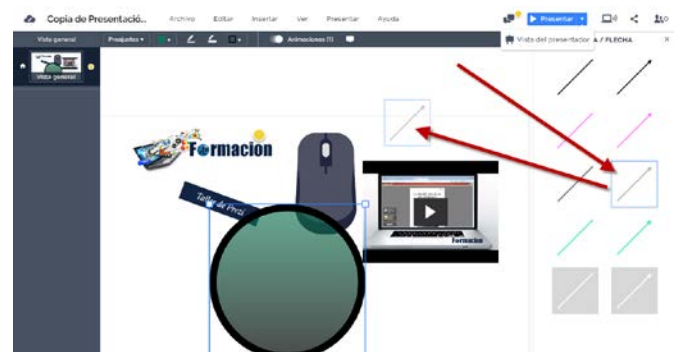 Copia de Presentació... Archivo Editar Insertar Ver Presentar Ayuda Presentar
Vista general Preajustes Animaciones (1) Vista del presentador A / FLECHA
Vista general
Formacion
Taller de Prezi
Formacion